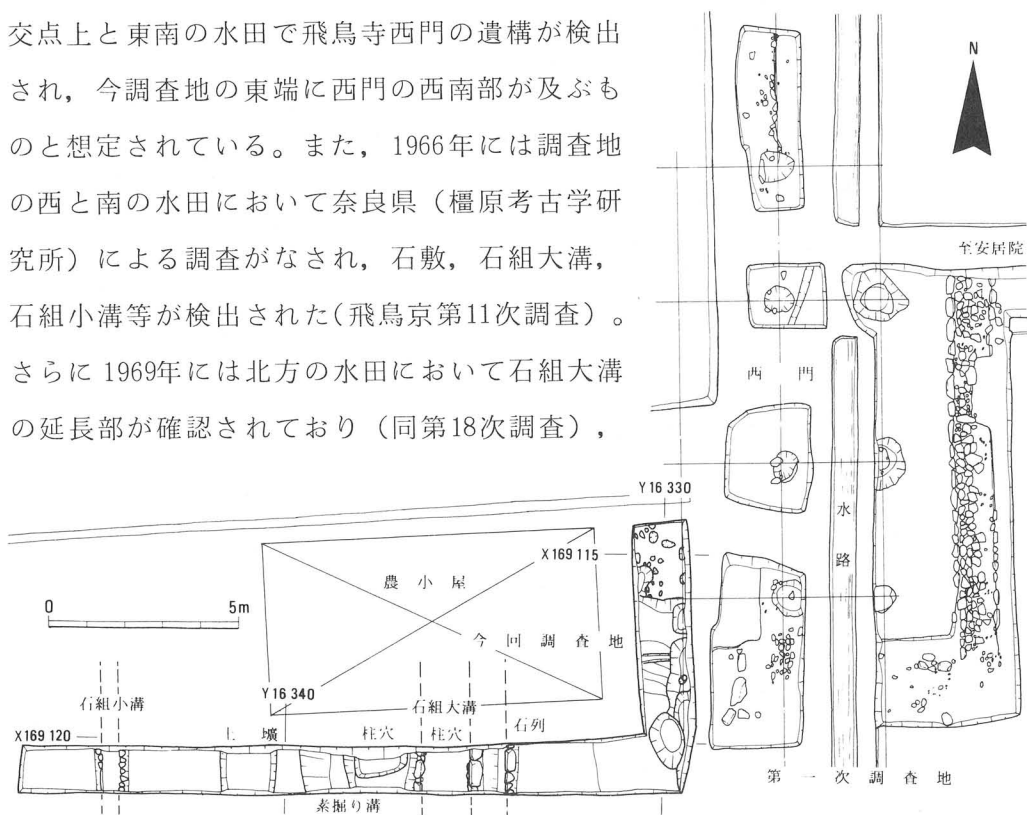 交点上と東南の水田で飛鳥寺西門の遺構が検出
され，今調査地の東端に西門の西南部が及ぶも
のと想定されている。また，1966年には調査地
の西と南の水田において奈良県（橿原考古学研
究所）による調査がなされ，石敷，石組大溝，
石組小溝等が検出された(飛鳥京第11次調査)。
さらに 1969年には北方の水田において石組大溝
の延長部が確認されており（同第18次調査），
N
至安居院
西門
水路
Y16 330
X169 115
農小屋
0 5m
今回調査地
Y16 340
石組小溝
石組大溝
石列
X169 120
土壙
柱穴
柱穴
第一次調査地
素掘り溝